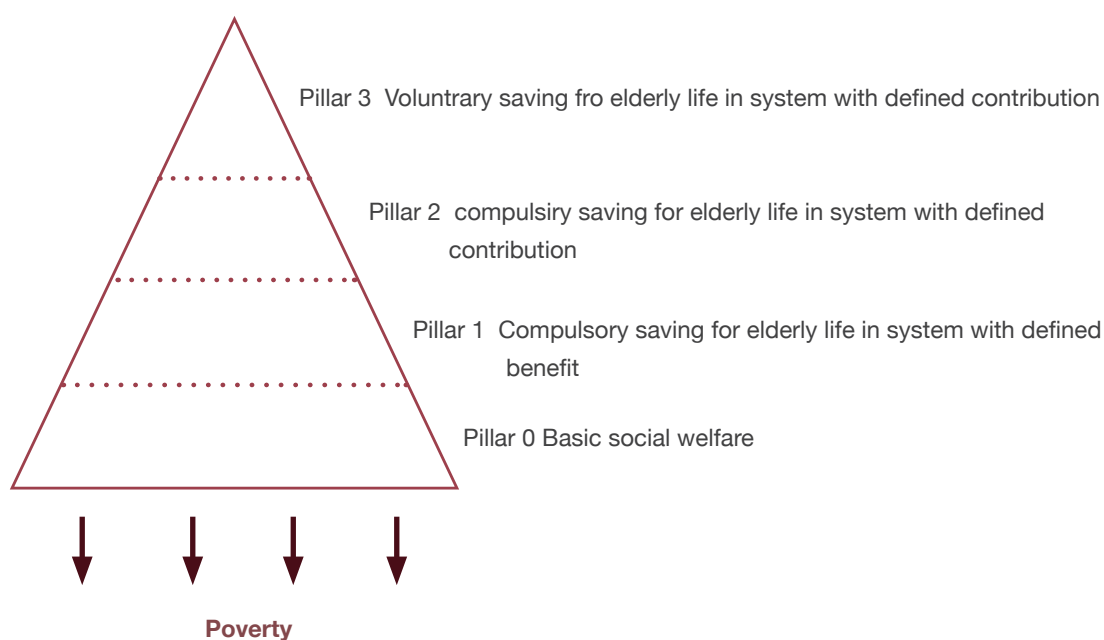 Pillar 3  Voluntrary saving fro elderly life in system with defined contribution
Pillar 2  compulsiry saving for elderly life in system with defined
contribution
Pillar 1  Compulsory saving for elderly life in system with defined
benefit
Pillar 0 Basic social welfare
Poverty